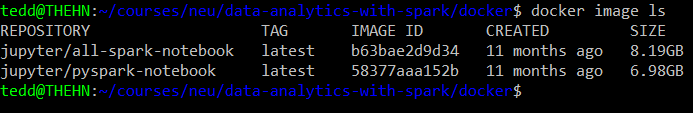 tedd@THEHN:~/courses/neu/data-analytics-with-spark/docker$ docker image ls
REPOSITORY TAG IMAGE ID CREATED SIZE
jupyter/all-spark-notebook latest b63bae2d9d34 11 months ago 8.19GB
jupyter/pyspark-notebook latest 58377aaa152b 11 months ago 6.98GB
tedd@THEHN:~/courses/neu/data-analytics-with-spark/docker$